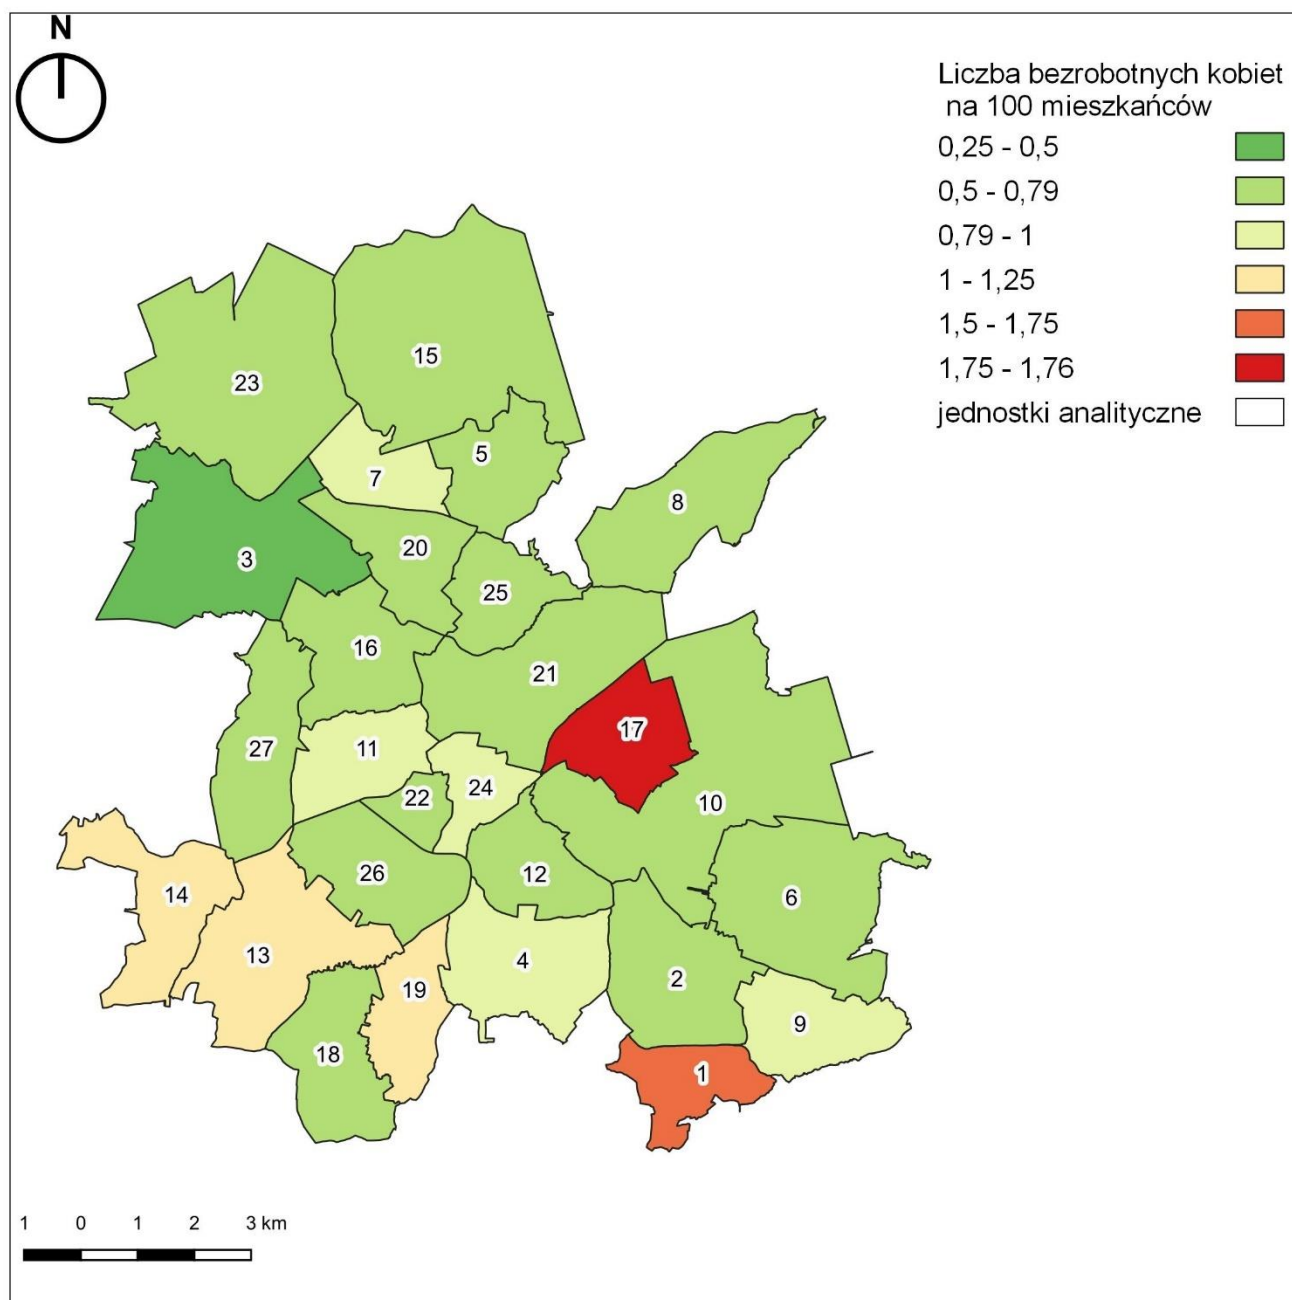 N
Liczba bezrobotnych kobiet
na 100 mieszkańców
0,25 - 0,5
0,5 - 0,79
0,79 - 1
1 - 1,25
1,5 - 1,75
1,75 - 1,76
jednostki analityczne
15
23
5
7
8
20
3
25
16
21
17
27
11
24
22
10
26
12
14
6
13
4
2
19
9
18
1
1 0 1 2 3 km